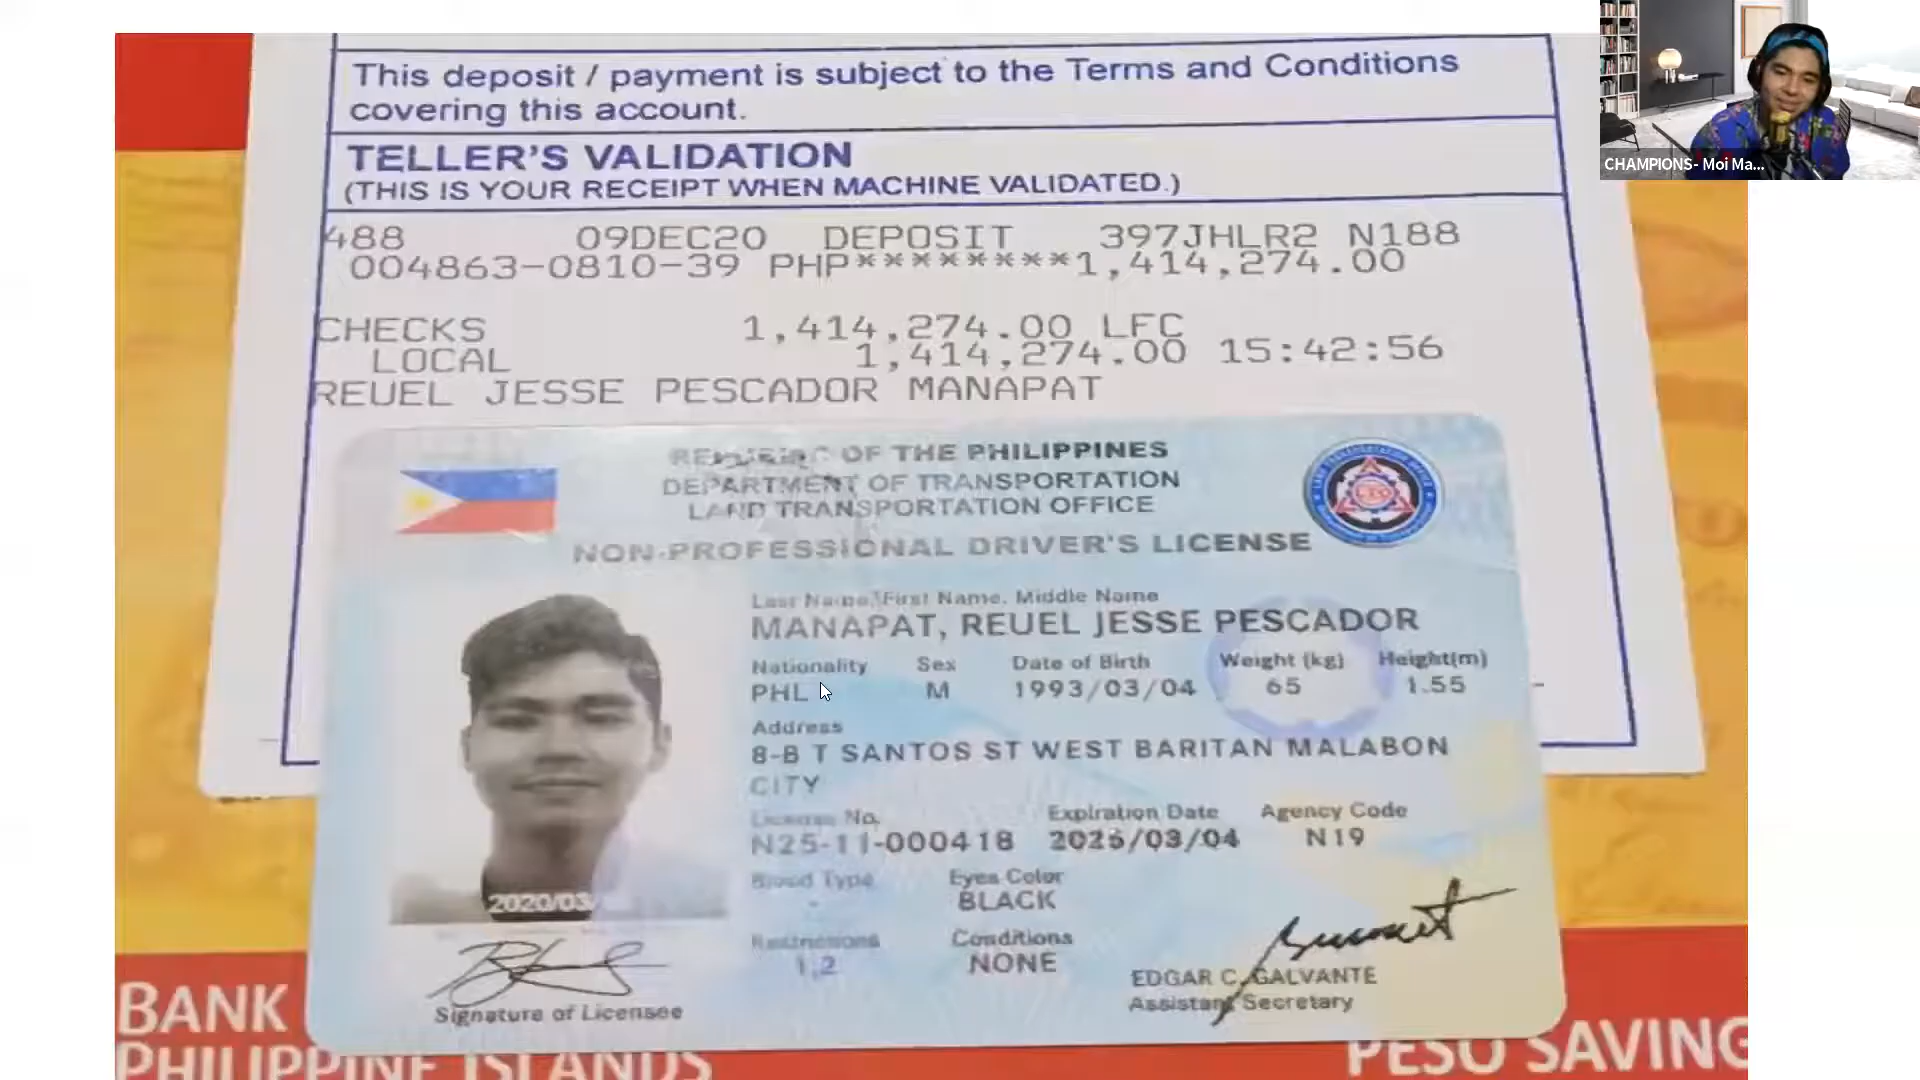 This deposit / payment is subject to the Terms and Conditions
covering this account.
TELLER'S VALIDATION
(THIS IS YOUR RECEIPT WHEN MACHINE VALIDATED.)
488 09DEC20 DEPOSIT 397JHLR2 N188
004863-0810-39 PHP********1,414,274.00
CHECKS 1,414,274.00 LFC
LOCAL 1,414,274.00 15:42:56
REUEL JESSE PESCADOR MANAPAT
REPUBLIC OF THE PHILIPPINES
DEPARTMENT OF TRANSPORTATION
LAND TRANSPORTATION OFFICE
LTO
NON-PROFESSIONAL DRIVER'S LICENSE
Last Name, First Name, Middle Name
MANAPAT, REUEL JESSE PESCADOR
Nationality Sex Date of Birth Weight (kg) Height(m)
PHL M 1993/03/04 65 1.55
Address
8-B T SANTOS ST WEST BARITAN MALABON
CITY
License No. Expiration Date Agency Code
N25-11-000418 2025/03/04 N19
Blood Type Eyes Color
- BLACK
Restrictions Conditions
1,2 NONE
2020/03
Signature of Licensee
EDGAR C. GALVANTE
Assistant Secretary
BANK
PHILIPPINE ISLANDS
PESO SAVING
CHAMPIONS- Moi Ma...